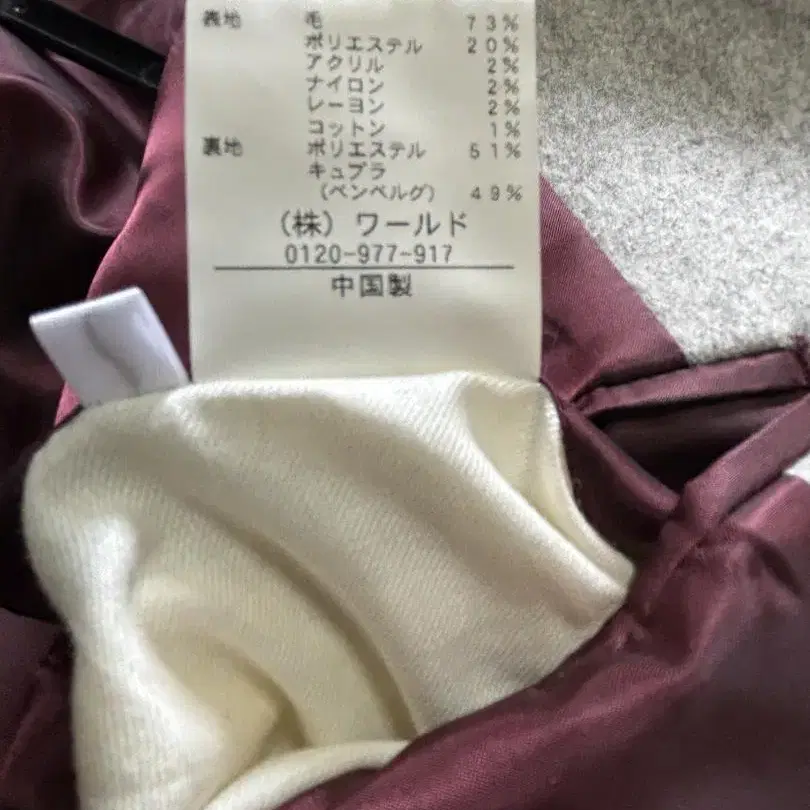 表地 毛 73%
ポリエステル 20%
アクリル 2%
ナイロン 2%
レーヨン 2%
コットン 1%
裏地 ポリエステル 51%
キュプラ
(ベンベルグ) 49%
(株) ワールド
0120-977-917
中国製